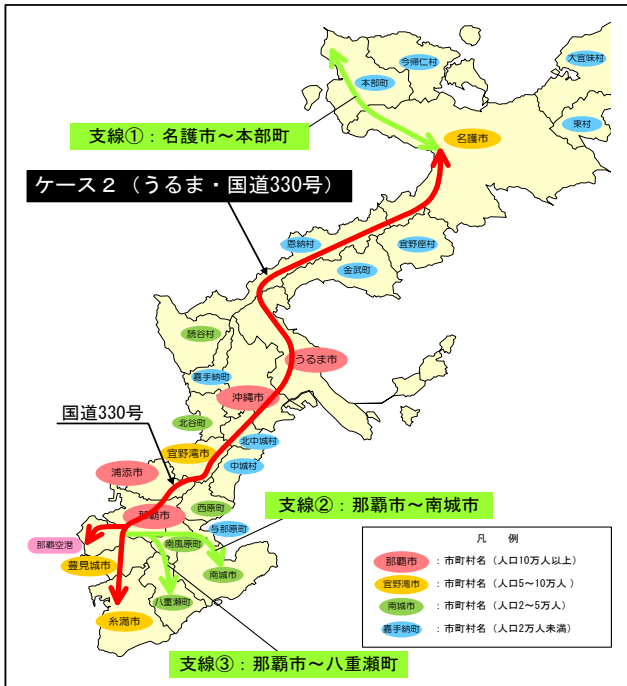 今帰仁村
大宜味村
本部町
支線①：名護市～本部町
名護市
東村
ケース２（うるま・国道330号）
恩納村
宜野座村
金武町
読谷村
うるま市
嘉手納町
沖縄市
国道330号
北谷町
宜野湾市
北中城村
中城村
浦添市
西原町
支線②：那覇市～南城市
那覇市
与那原町
那覇空港
南風原町
豊見城市
南城市
八重瀬町
糸満市
支線③：那覇市～八重瀬町
凡 例
那覇市 ：市町村名（人口10万人以上）
宜野湾市 ：市町村名（人口5～10万人）
南城市 ：市町村名（人口2～5万人）
嘉手納町 ：市町村名（人口2万人未満）